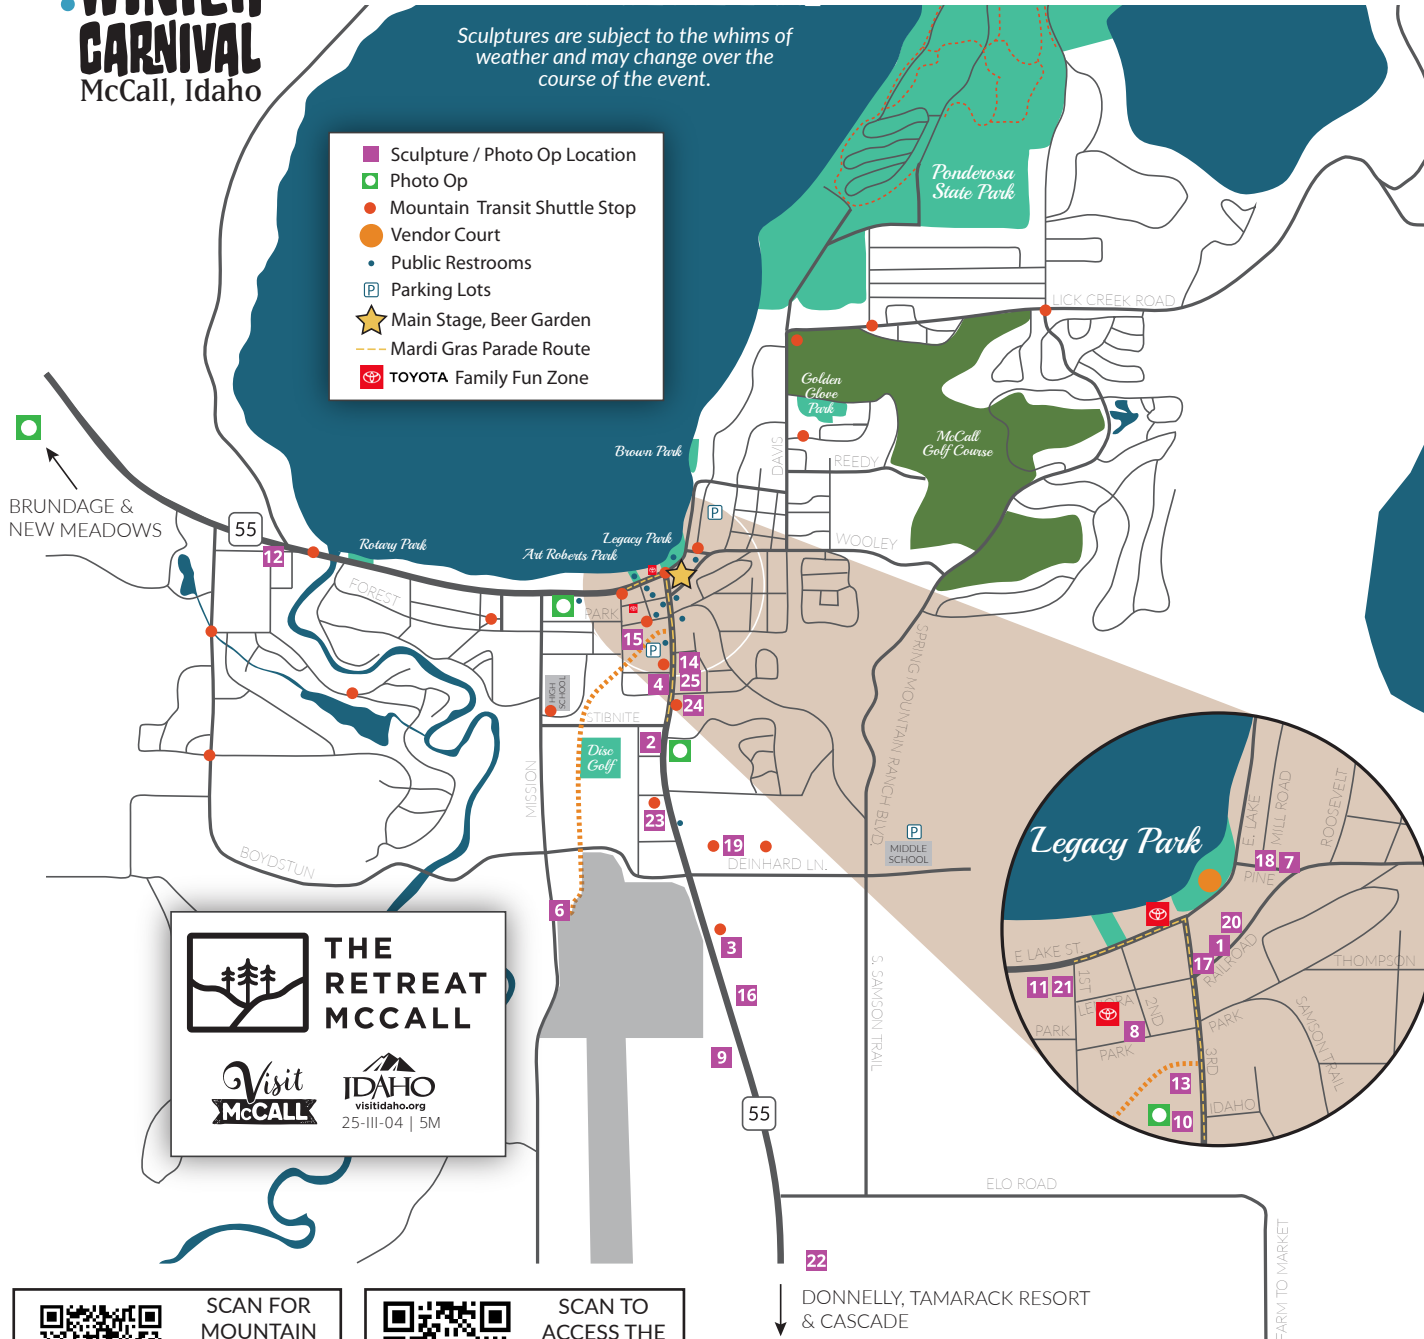 WINTER
CARNIVAL
McCall, Idaho
Sculptures are subject to the whims of
weather and may change over the
course of the event.
Sculpture / Photo Op Location
Photo Op
Mountain Transit Shuttle Stop
Vendor Court
Public Restrooms
P Parking Lots
Main Stage, Beer Garden
Mardi Gras Parade Route
TOYOTA Family Fun Zone
Ponderosa
State Park
LICK CREEK ROAD
Golden
Glove
Park
McCall
Golf Course
DAVIS
REEDY
WOOLEY
Brown Park
P
BRUNDAGE &
NEW MEADOWS
55
12
Rotary Park
Art Roberts Park
Legacy Park
FOREST
PARK
15
P
14
25
4
24
HIGH
SCHOOL
STIBNITE
2
Disc
Golf
MISSION
23
19
DEINHARD LN.
BOYDSTUN
SPRING MOUNTAIN RANCH BLVD.
P
MIDDLE
SCHOOL
6
3
16
9
55
S. SAMSON TRAIL
THE
RETREAT
MCCALL
Visit
McCALL
IDAHO
visitidaho.org
25-III-04 | 5M
Legacy Park
E. LAKE
MILL ROAD
ROOSEVELT
18
7
PINE
20
1
17
RAILROAD
E LAKE ST.
THOMPSON
11
21
1ST
LENORA
2ND
8
PARK
PARK
PARK
SAMSON TRAIL
3RD
13
10
IDAHO
ELO ROAD
FARM TO MARKET
22
DONNELLY, TAMARACK RESORT
& CASCADE
SCAN FOR
MOUNTAIN
SCAN TO
ACCESS THE